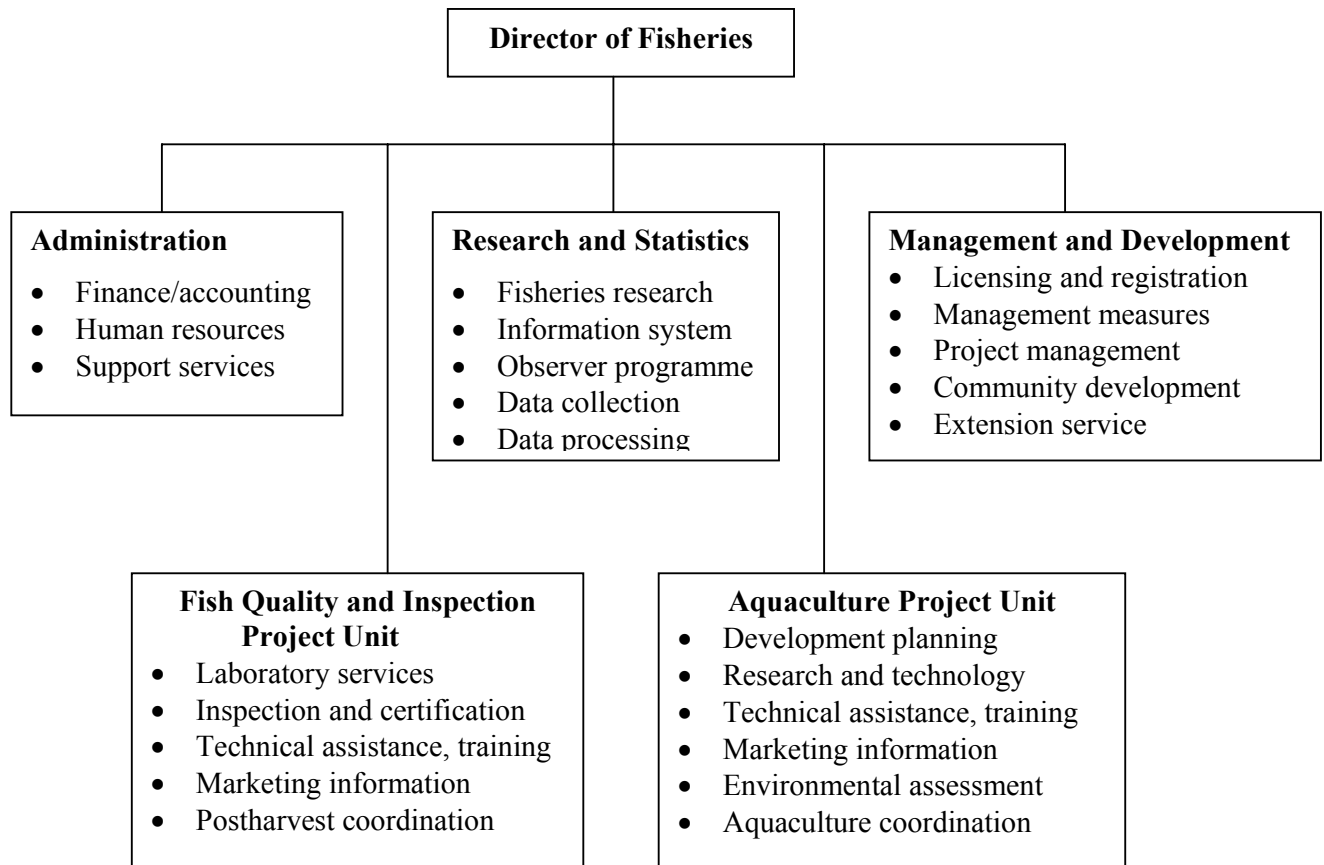 Director of Fisheries
Administration
• Finance/accounting
• Human resources
• Support services
Research and Statistics
• Fisheries research
• Information system
• Observer programme
• Data collection
• Data processing
Management and Development
• Licensing and registration
• Management measures
• Project management
• Community development
• Extension service
Fish Quality and Inspection
Project Unit
• Laboratory services
• Inspection and certification
• Technical assistance, training
• Marketing information
• Postharvest coordination
Aquaculture Project Unit
• Development planning
• Research and technology
• Technical assistance, training
• Marketing information
• Environmental assessment
• Aquaculture coordination